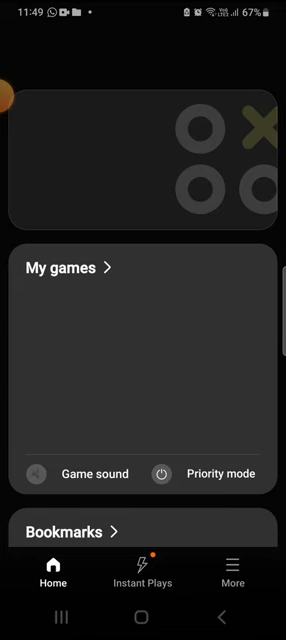 11:49
67%
My games
Game sound
Priority mode
Bookmarks
Home
Instant Plays
More